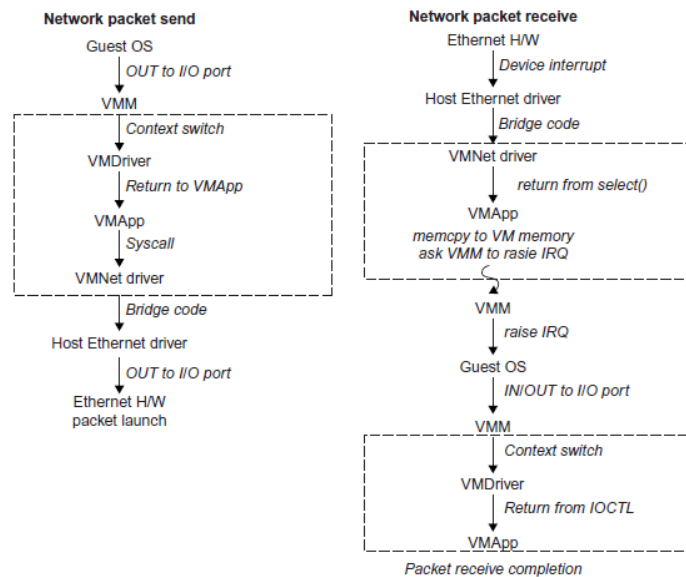 Network packet send
Guest OS
OUT to I/O port
VMM
Context switch
VMDriver
Return to VMApp
VMApp
Syscall
VMNet driver
Bridge code
Host Ethernet driver
OUT to I/O port
Ethernet H/W
packet launch
Network packet receive
Ethernet H/W
Device interrupt
Host Ethernet driver
Bridge code
VMNet driver
return from select()
VMApp
memcpy to VM memory
ask VMM to rasie IRQ
VMM
raise IRQ
Guest OS
IN/OUT to I/O port
VMM
Context switch
VMDriver
Return from IOCTL
VMApp
Packet receive completion